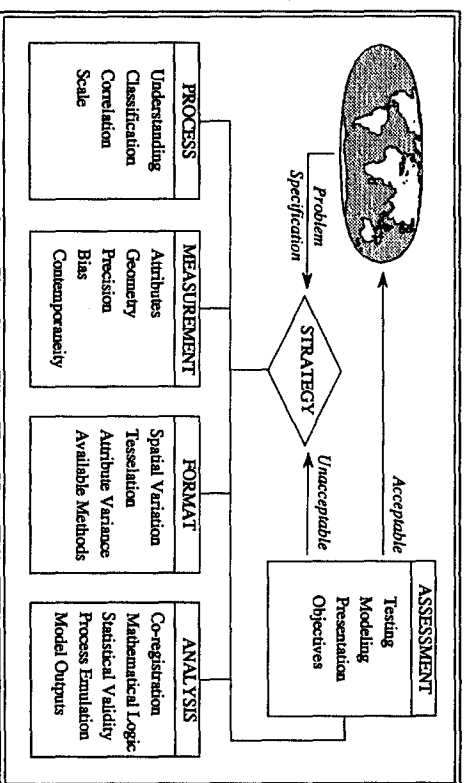 Problem
Specification
STRATEGY
Unacceptable
Acceptable
ASSESSMENT
Testing
Modeling
Presentation
Objectives
PROCESS
Understanding
Classification
Correlation
Scale
MEASUREMENT
Attributes
Geometry
Precision
Bias
Contemporaneity
FORMAT
Spatial Variation
Tesselation
Attribute Variance
Available Methods
ANALYSIS
Co-registration
Mathematical Logic
Statistical Validity
Process Emulation
Model Outputs